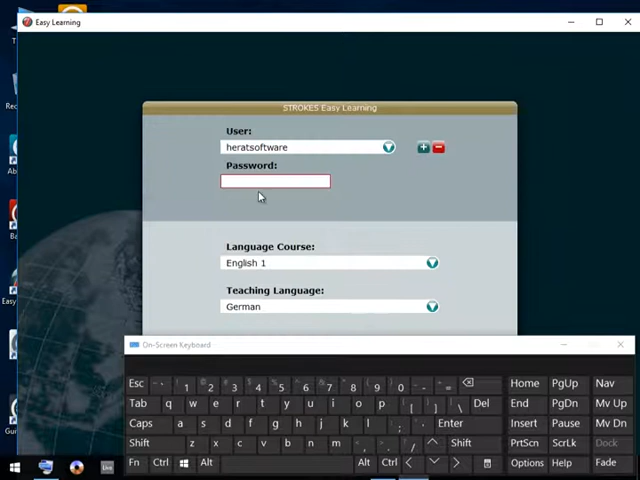 Easy Learning
STROKES Easy Learning
User:
heratsoftware
Password:
Language Course:
English 1
Teaching Language:
German
On-Screen Keyboard
Esc ` ! 1 @ 2 # 3 $ 4 % 5 ^ 6 & 7 * 8 ( 9 ) 0 _ - + = Home PgUp Nav
Tab q w e r t y u i o p { [ } ] | \ Del End PgDn Mv Up
Caps a s d f g h j k l : ; " ' Enter Insert Pause Mv Dn
Shift z x c v b n m < , > . ? / Shift PrtScn ScrLk Dock
Fn Ctrl Alt Alt Ctrl Options Help Fade
Live